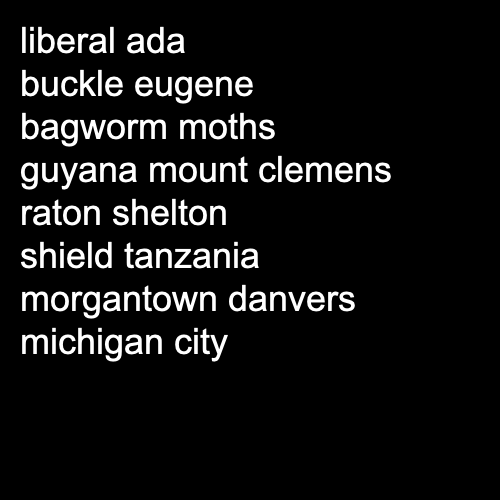 liberal ada
buckle eugene
bagworm moths
guyana mount clemens
raton shelton
shield tanzania
morgantown danvers
michigan city